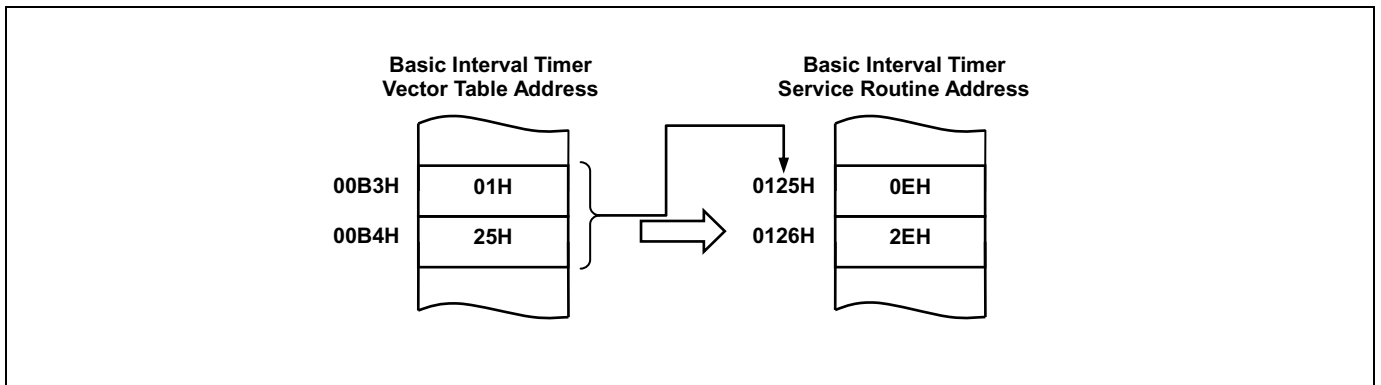 Basic Interval Timer
Vector Table Address
00B3H 01H
00B4H 25H
Basic Interval Timer
Service Routine Address
0125H 0EH
0126H 2EH